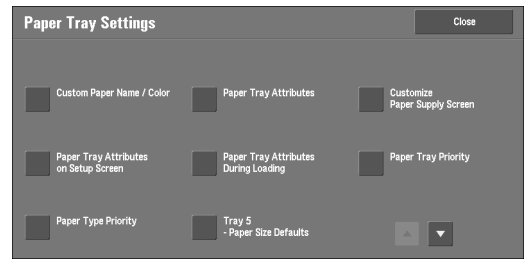 Paper Tray Settings
Close
Custom Paper Name / Color
Paper Tray Attributes
Customize
Paper Supply Screen
Paper Tray Attributes
on Setup Screen
Paper Tray Attributes
During Loading
Paper Tray Priority
Paper Type Priority
Tray 5
- Paper Size Defaults